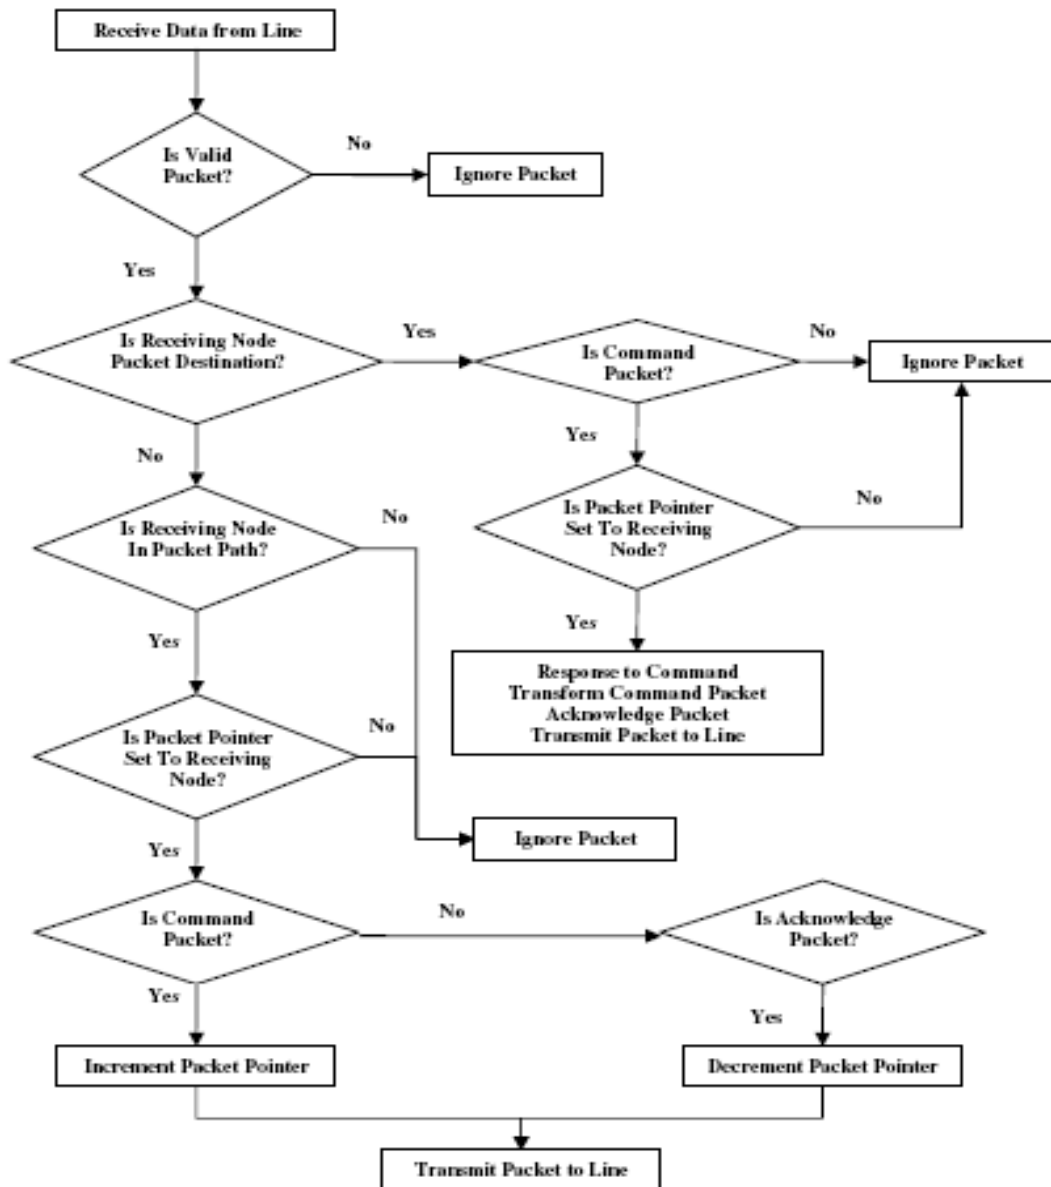 Receive Data from Line
Is Valid
Packet?
No
Ignore Packet
Yes
Is Receiving Node
Packet Destination?
Yes
Is Command
Packet?
No
Ignore Packet
No
Yes
Is Receiving Node
In Packet Path?
No
Is Packet Pointer
Set To Receiving
Node?
No
Yes
Yes
Response to Command
Transform Command Packet
Acknowledge Packet
Transmit Packet to Line
Is Packet Pointer
Set To Receiving
Node?
No
Ignore Packet
Yes
Is Command
Packet?
No
Is Acknowledge
Packet?
Yes
Yes
Increment Packet Pointer
Decrement Packet Pointer
Transmit Packet to Line